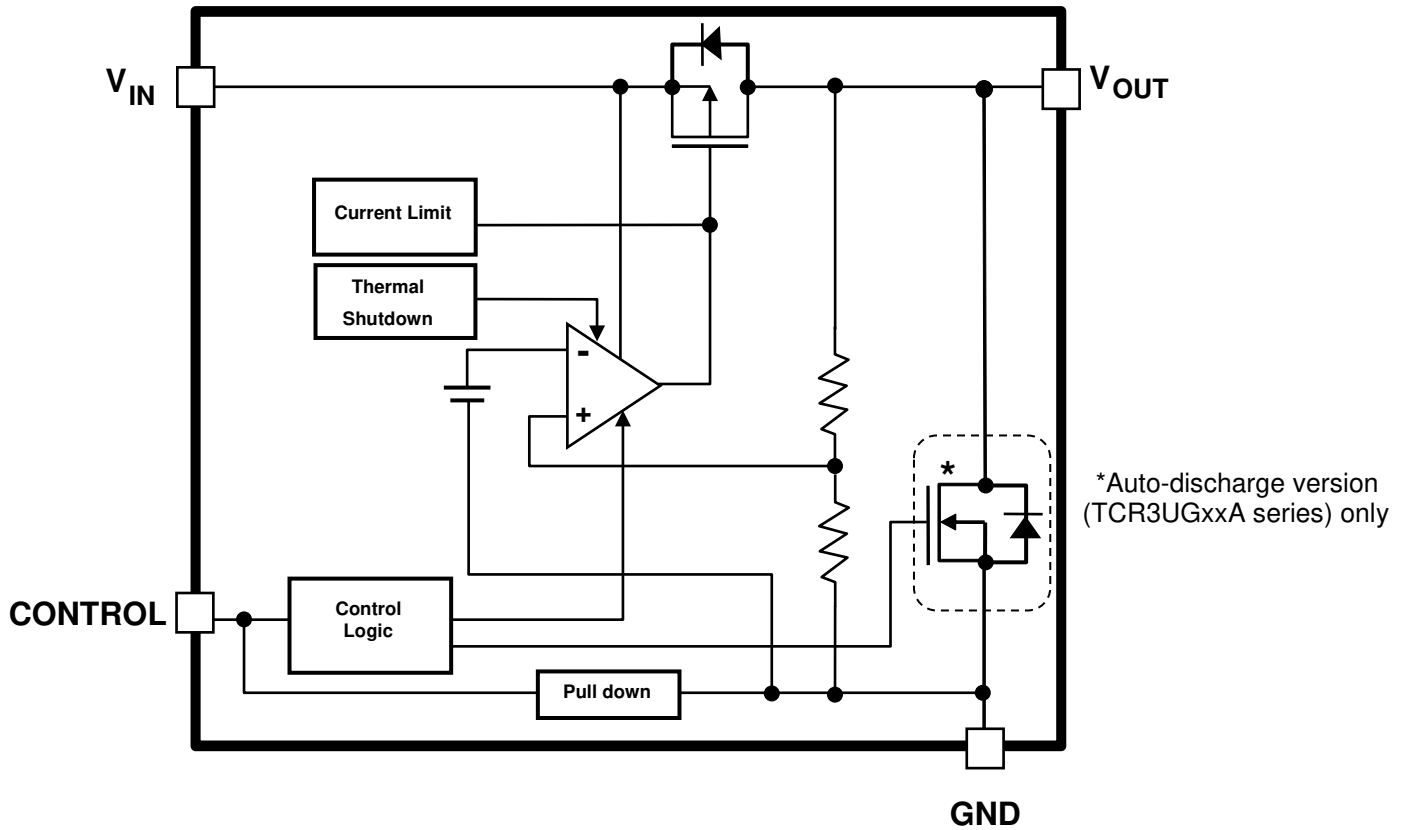 VIN
VOUT
Current Limit
Thermal
Shutdown
-
+
*
*Auto-discharge version
(TCR3UGxxA series) only
CONTROL
Control
Logic
Pull down
GND